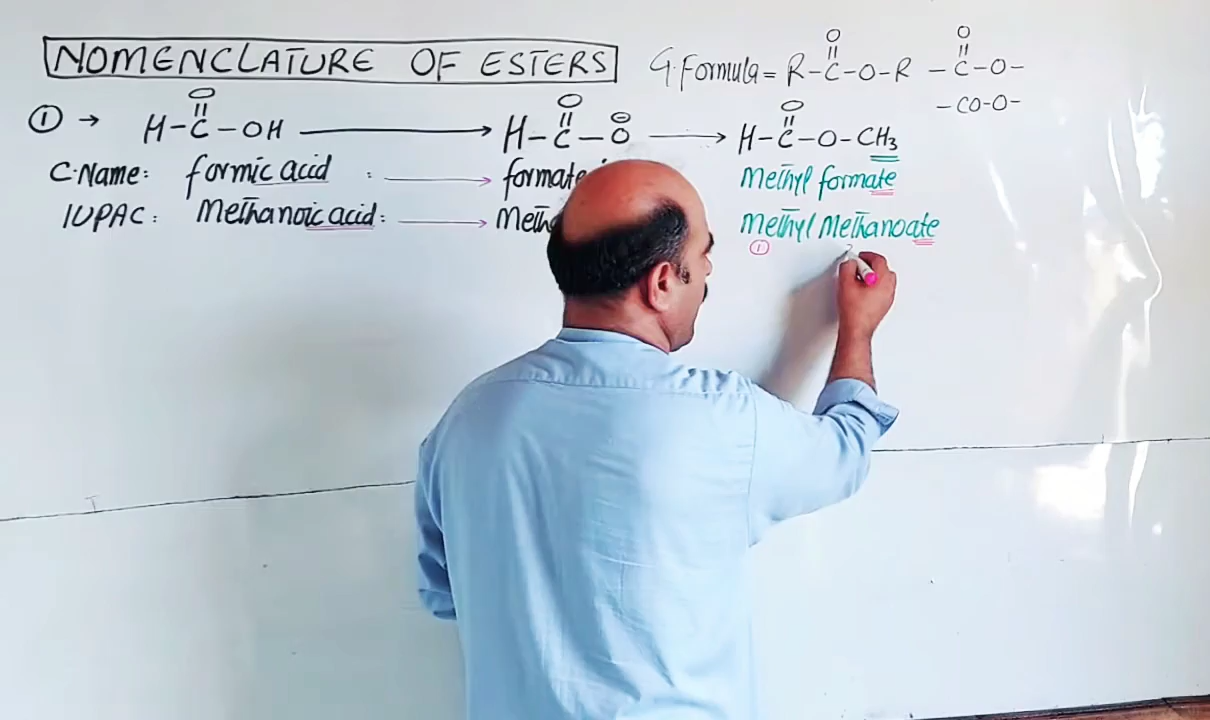 NOMENCLATURE OF ESTERS
G.Formula = R-C-O-R -C-O-
O O
-CO-O-
① → H-C-OH → H-C-O⊖ → H-C-O-CH3
O O O
C.Name: formic acid : → formate Methyl formate
IUPAC: Methanoic acid: → Methyl Methanoate
①